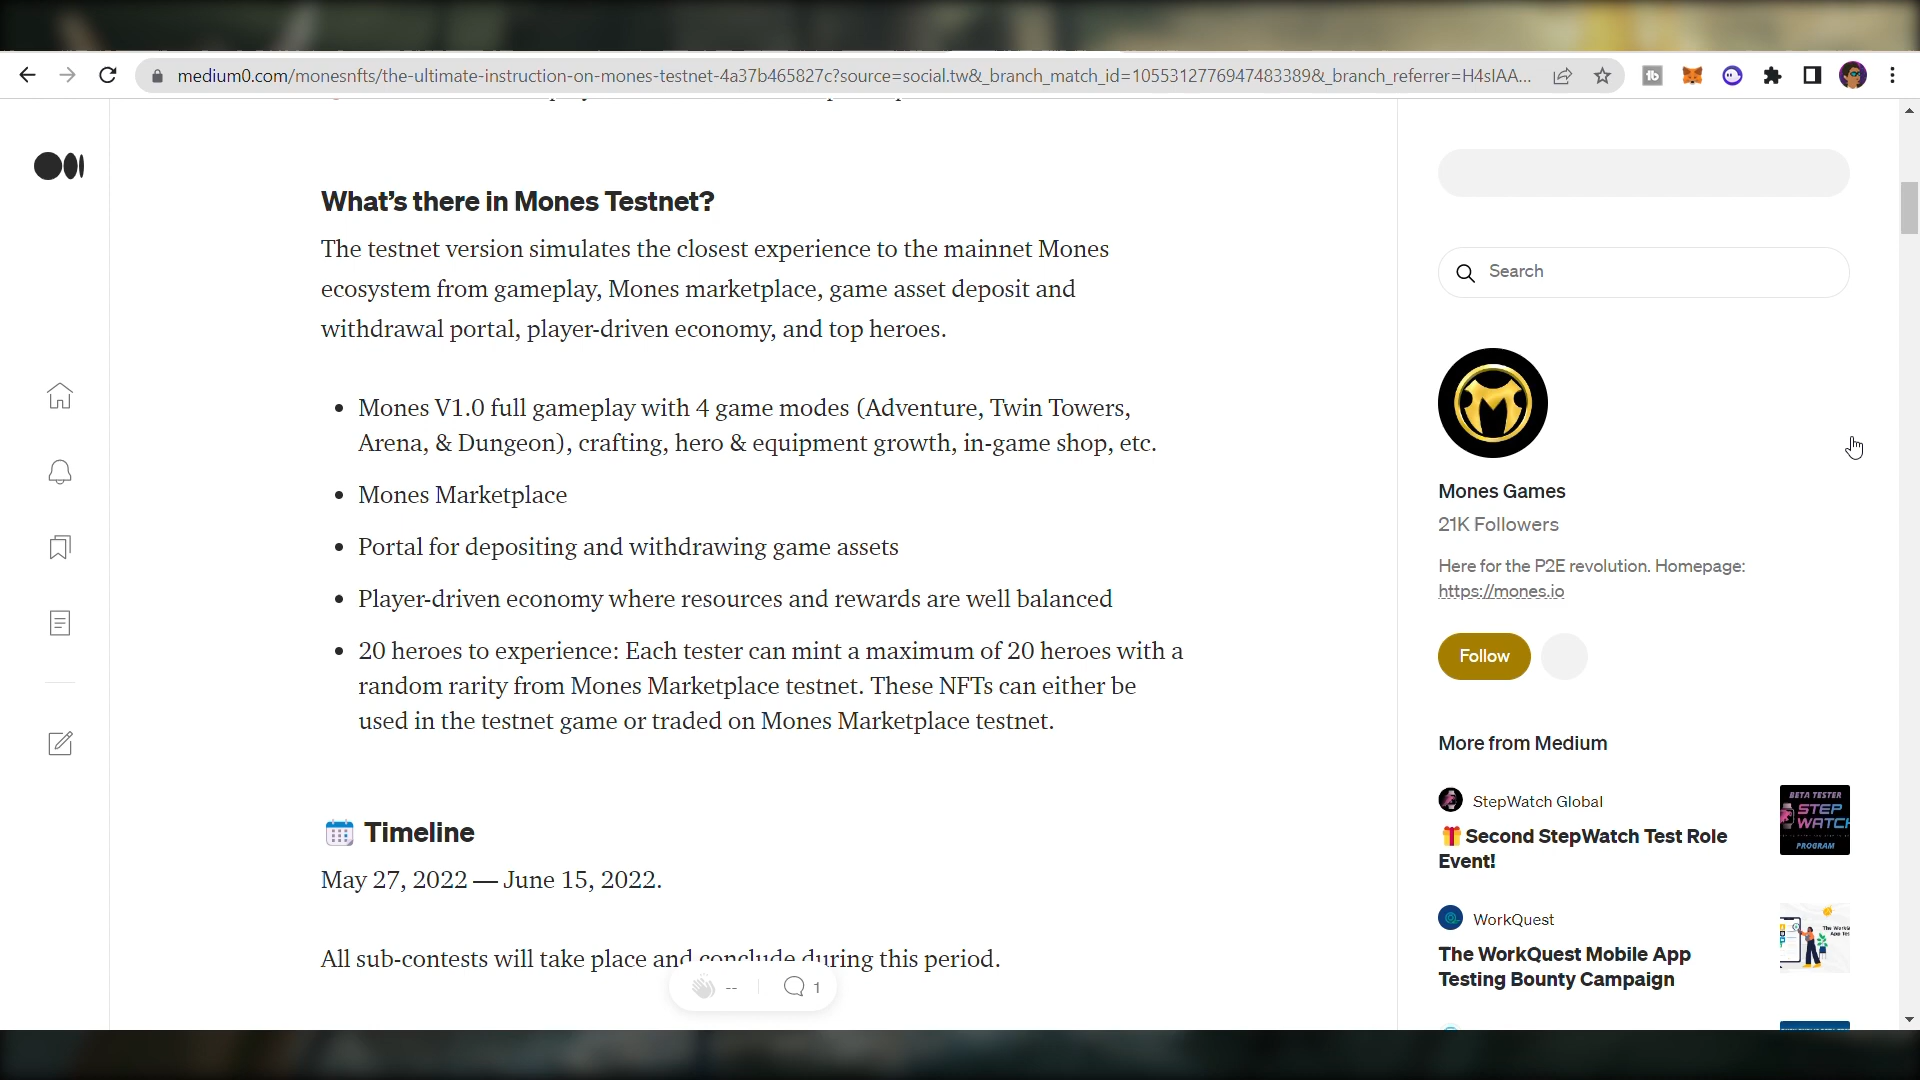 medium0.com/monesnfts/the-ultimate-instruction-on-mones-testnet-4a37b465827c?source=social.tw&_branch_match_id=1055312776947483389&_branch_referrer=H4sIAA...
What's there in Mones Testnet?
The testnet version simulates the closest experience to the mainnet Mones
ecosystem from gameplay, Mones marketplace, game asset deposit and
withdrawal portal, player-driven economy, and top heroes.
• Mones V1.0 full gameplay with 4 game modes (Adventure, Twin Towers,
Arena, & Dungeon), crafting, hero & equipment growth, in-game shop, etc.
• Mones Marketplace
• Portal for depositing and withdrawing game assets
• Player-driven economy where resources and rewards are well balanced
• 20 heroes to experience: Each tester can mint a maximum of 20 heroes with a
random rarity from Mones Marketplace testnet. These NFTs can either be
used in the testnet game or traded on Mones Marketplace testnet.
Timeline
May 27, 2022 — June 15, 2022.
All sub-contests will take place and conclude during this period.
-- 1
Search
Mones Games
21K Followers
Here for the P2E revolution. Homepage:
https://mones.io
Follow
More from Medium
StepWatch Global
🎁Second StepWatch Test Role
Event!
BETA TESTER
STEP
WATCH
PROGRAM
WorkQuest
The WorkQuest Mobile App
Testing Bounty Campaign